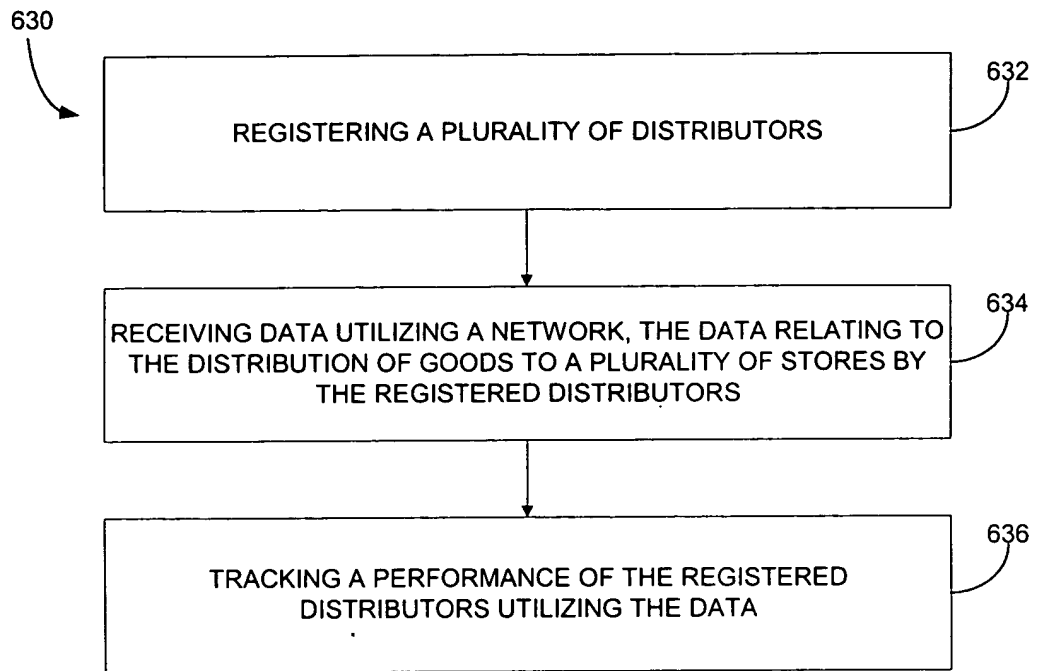 630
632
REGISTERING A PLURALITY OF DISTRIBUTORS
634
RECEIVING DATA UTILIZING A NETWORK, THE DATA RELATING TO
THE DISTRIBUTION OF GOODS TO A PLURALITY OF STORES BY
THE REGISTERED DISTRIBUTORS
636
TRACKING A PERFORMANCE OF THE REGISTERED
DISTRIBUTORS UTILIZING THE DATA